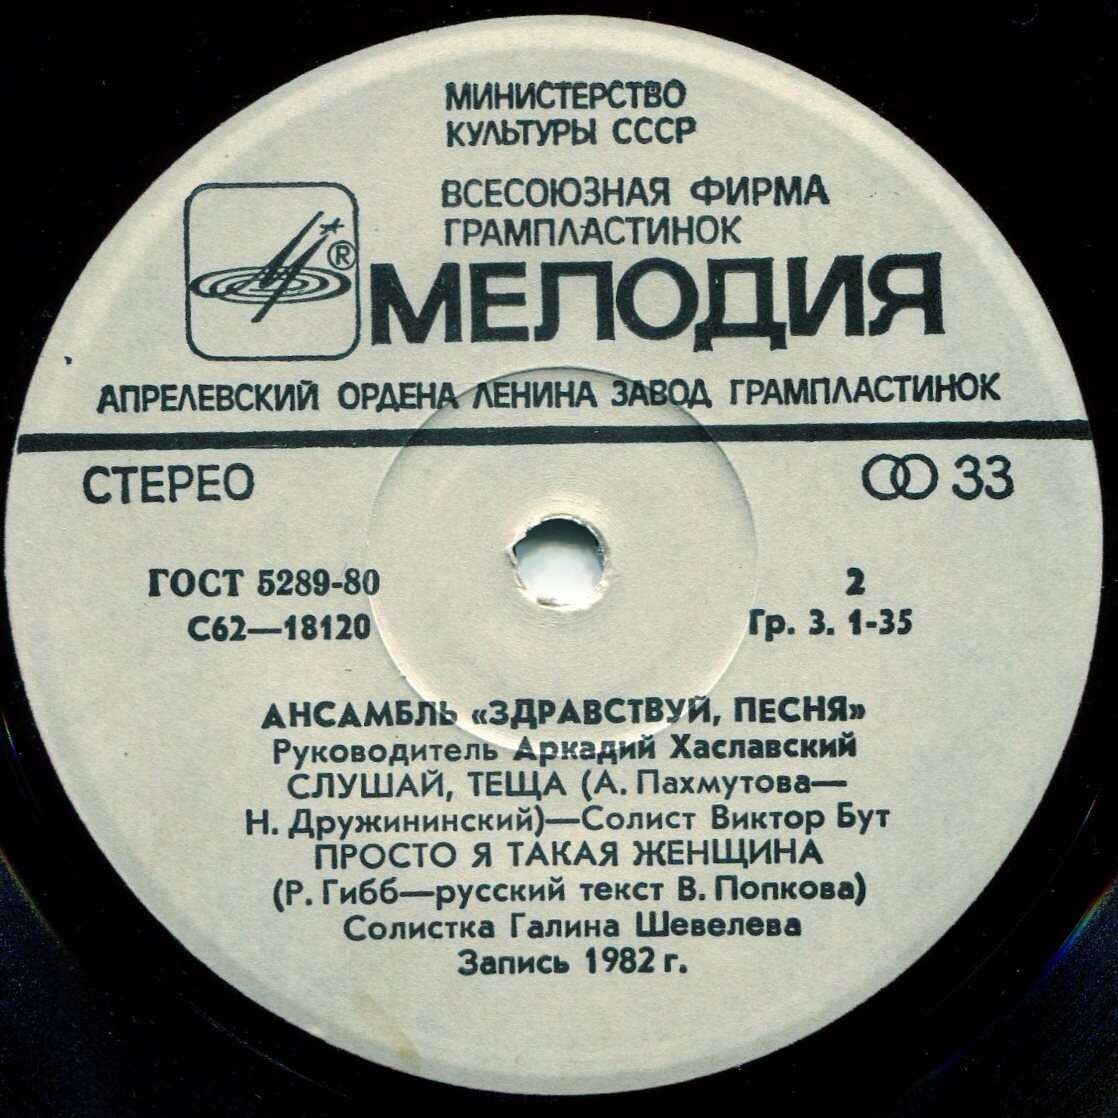 МИНИСТЕРСТВО
КУЛЬТУРЫ СССР
ВСЕСОЮЗНАЯ ФИРМА
ГРАМПЛАСТИНОК
®
МЕЛОДИЯ
АПРЕЛЕВСКИЙ ОРДЕНА ЛЕНИНА ЗАВОД ГРАМПЛАСТИНОК
СТЕРЕО 33
ГОСТ 5289-80 2
С62—18120 Гр. 3. 1-35
АНСАМБЛЬ «ЗДРАВСТВУЙ, ПЕСНЯ»
Руководитель Аркадий Хаславский
СЛУШАЙ, ТЕЩА (А. Пахмутова—
Н. Дружининский)—Солист Виктор Бут
ПРОСТО Я ТАКАЯ ЖЕНЩИНА
(Р. Гибб—русский текст В. Попкова)
Солистка Галина Шевелева
Запись 1982 г.